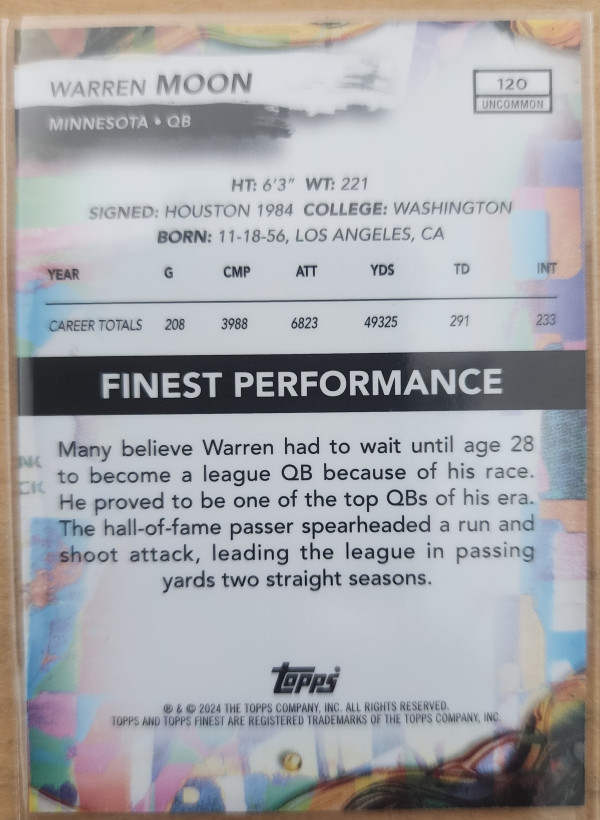 WARREN MOON
120
UNCOMMON
MINNESOTA • QB
HT: 6'3" WT: 221
SIGNED: HOUSTON 1984 COLLEGE: WASHINGTON
BORN: 11-18-56, LOS ANGELES, CA
YEAR G CMP ATT YDS TD INT
CAREER TOTALS 208 3988 6823 49325 291 233
FINEST PERFORMANCE
Many believe Warren had to wait until age 28
to become a league QB because of his race.
He proved to be one of the top QBs of his era.
The hall-of-fame passer spearheaded a run and
shoot attack, leading the league in passing
yards two straight seasons.
Topps®
® & © 2024 THE TOPPS COMPANY, INC. ALL RIGHTS RESERVED.
TOPPS AND TOPPS FINEST ARE REGISTERED TRADEMARKS OF THE TOPPS COMPANY, INC.